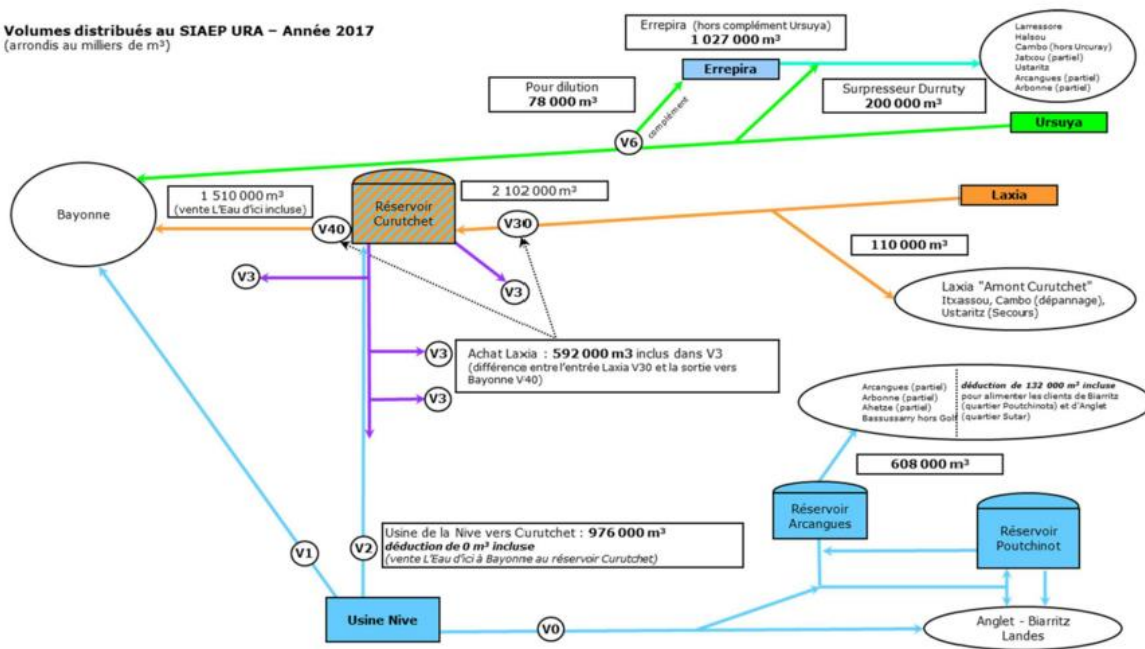 Volumes distribués au SIAEP URA – Année 2017
(arrondis au milliers de m³)
Errepira (hors complément Ursuya)
1 027 000 m³
Errepira
Larressore
Halsou
Cambo (hors Urcuray)
Jatxou (partiel)
Ustaritz
Arcangues (partiel)
Arbonne (partiel)
Pour dilution
78 000 m³
complément
Surpresseur Durruty
200 000 m³
Ursuya
V6
Bayonne
1 510 000 m³
(vente L'Eau d'ici incluse)
V40
Réservoir
Curutchet
2 102 000 m³
V30
Laxia
110 000 m³
V3
V3
Laxia "Amont Curutchet"
Itxassou, Cambo (dépannage),
Ustaritz (Secours)
V3
Achat Laxia : 592 000 m3 inclus dans V3
(différence entre l'entrée Laxia V30 et la sortie vers
Bayonne V40)
V3
Arcangues (partiel)
Arbonne (partiel)
Ahetze (partiel)
Bassussarry hors Golf
déduction de 132 000 m³ incluse
pour alimenter les clients de Biarritz
(quartier Poutchinots) et d'Anglet
(quartier Sutar)
608 000 m³
Réservoir
Arcangues
Réservoir
Poutchinot
V1
V2
Usine de la Nive vers Curutchet : 976 000 m³
déduction de 0 m³ incluse
(vente L'Eau d'ici à Bayonne au réservoir Curutchet)
Usine Nive
V0
Anglet - Biarritz
Landes